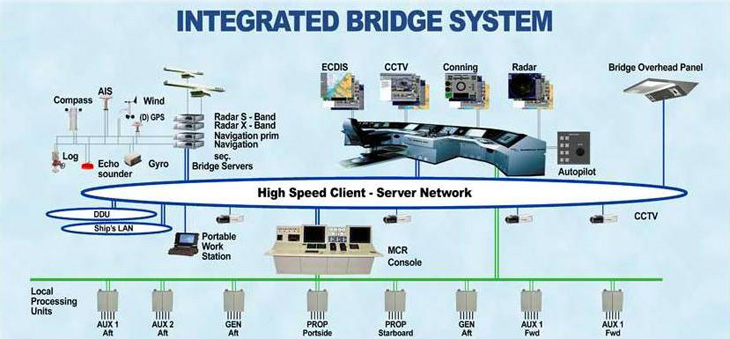 INTEGRATED BRIDGE SYSTEM
ECDIS
CCTV
Conning
Radar
Bridge Overhead Panel
AIS
Compass
Wind
(D) GPS
Radar S - Band
Radar X - Band
Navigation prim
Navigation
seç.
Bridge Servers
Log
Echo
sounder
Gyro
Autopilot
High Speed Client - Server Network
DDU
Ship's LAN
CCTV
Portable
Work
Station
MCR
Console
Local
Processing
Units
AUX 1
Aft
AUX 2
Aft
GEN
Aft
PROP
Portside
PROP
Starboard
GEN
Aft
AUX 1
Fwd
AUX 1
Fwd